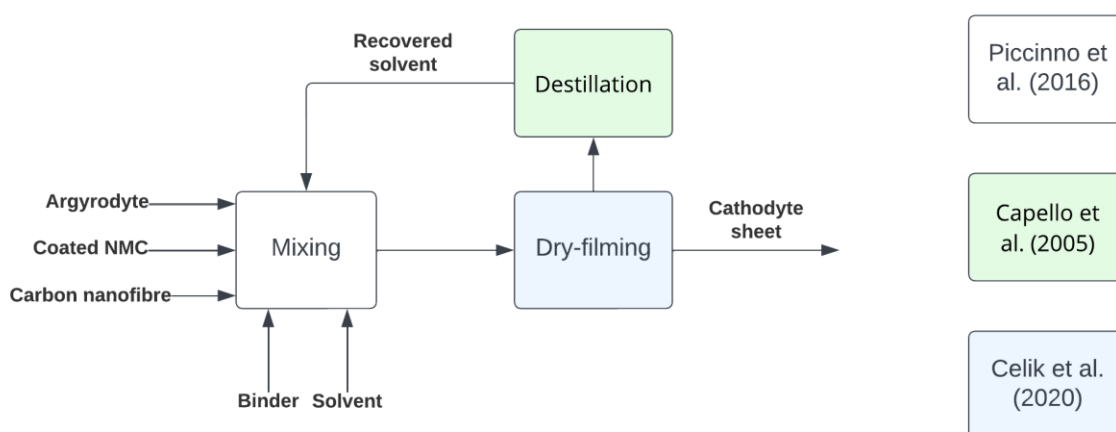 Recovered
solvent
Destillation
Argyrodyte
Coated NMC
Carbon nanofibre
Mixing
Dry-filming
Cathodyte
sheet
Binder
Solvent
Piccinno et
al. (2016)
Capello et
al. (2005)
Celik et al.
(2020)